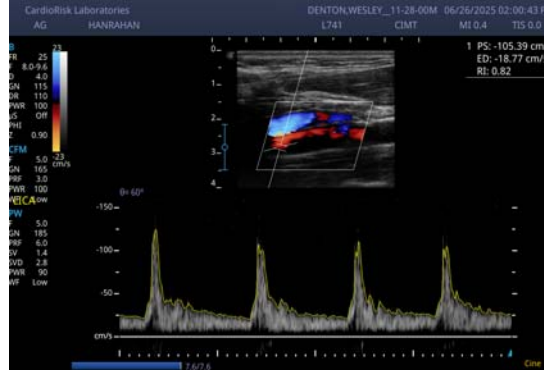 CardioRisk Laboratories DENTON,WESLEY__11-28-00M 06/26/2025 02:00:43
AG HANRAHAN L741 CIMT MI 0.4 TIS 0.0
B 23
FR 25
F 8.0-9.6
D 4.0
GN 115
DR 110
PWR 100
µS Off
PHI
Z 0.90
-23
cm/s
CFM
F 5.0
GN 165
PRF 3.0
PWR 100
WF Low
CICA
PW
F 5.0
GN 185
PRF 6.0
SV 1.4
SVD 2.8
PWR 90
WF Low
0
1
2
3
4
1 PS: -105.39 cm
ED: -18.77 cm/
RI: 0.82
θ= 60°
-150
-100
-50
cm/s
7.6/7.6
Cine